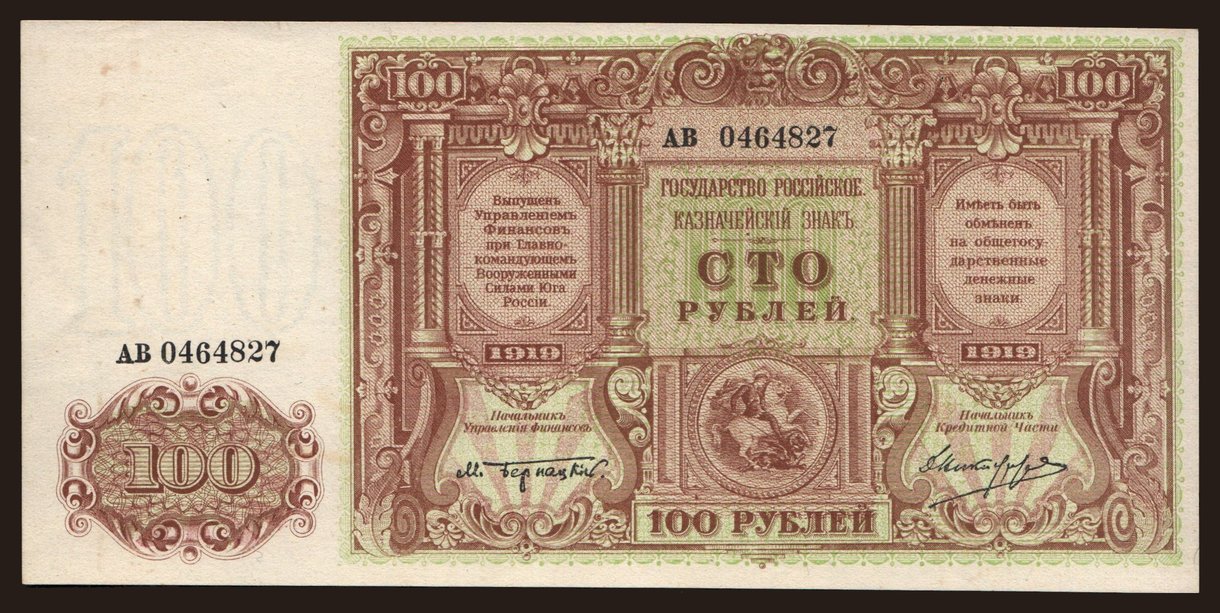 100
100
АВ 0464827
ГОСУДАРСТВО РОССІЙСКОЕ.
КАЗНАЧЕЙСКІЙ ЗНАКЪ.
СТО
РУБЛЕЙ.
Выпущенъ
Управленіемъ
Финансовъ
при Главно-
командующемъ
Вооруженными
Силами Юга
Россіи.
1919
Имѣетъ быть
обмѣненъ
на общегосу-
дарственные
денежные
знаки.
1919
АВ 0464827
100
Начальникъ
Управленія Финансовъ
М. Бернацкій.
Начальникъ
Кредитной Части
100 РУБЛЕЙ